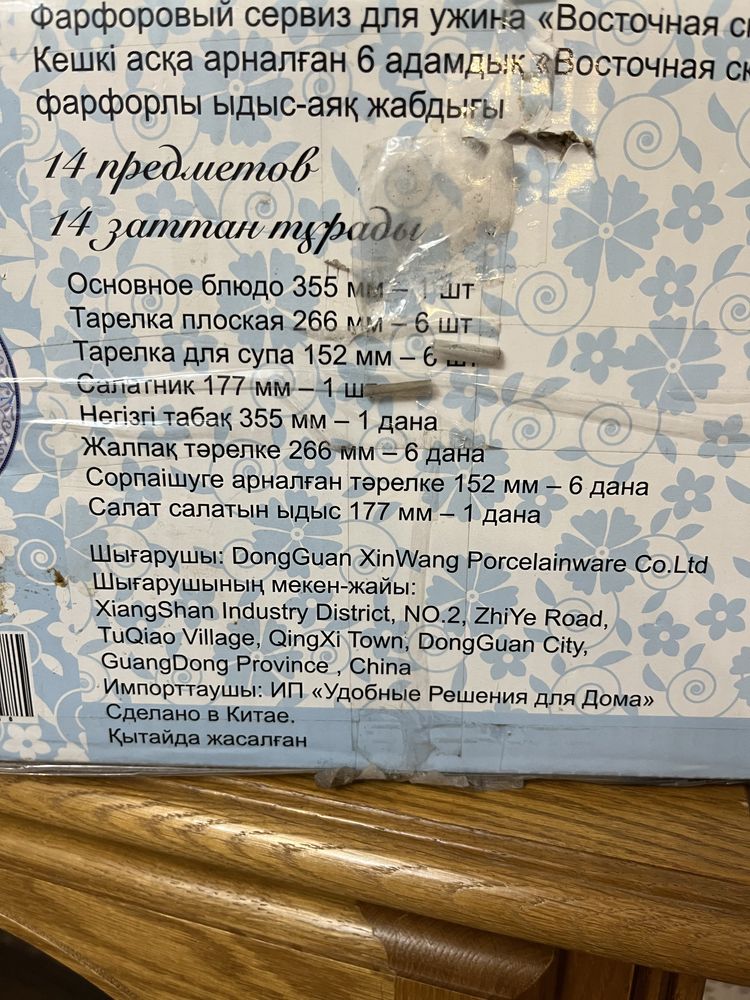 Фарфоровый сервиз для ужина «Восточная
Кешкі асқа арналған 6 адамдық «Восточная
фарфорлы ыдыс-аяқ жабдығы
14 предметов
14 заттан тұрады
Основное блюдо 355 мм – 1 шт
Тарелка плоская 266 мм – 6 шт
Тарелка для супа 152 мм – 6 шт
Салатник 177 мм – 1 ш
Негізгі табақ 355 мм – 1 дана
Жалпақ тәрелке 266 мм – 6 дана
Сорпаішуге арналған тәрелке 152 мм – 6 дана
Салат салатын ыдыс 177 мм – 1 дана
Шығарушы: DongGuan XinWang Porcelainware Co.Ltd
Шығарушының мекен-жайы:
XiangShan Industry District, NO.2, ZhiYe Road,
TuQiao Village, QingXi Town, DongGuan City,
GuangDong Province , China
Импорттаушы: ИП «Удобные Решения для Дома»
Сделано в Китае.
Қытайда жасалған